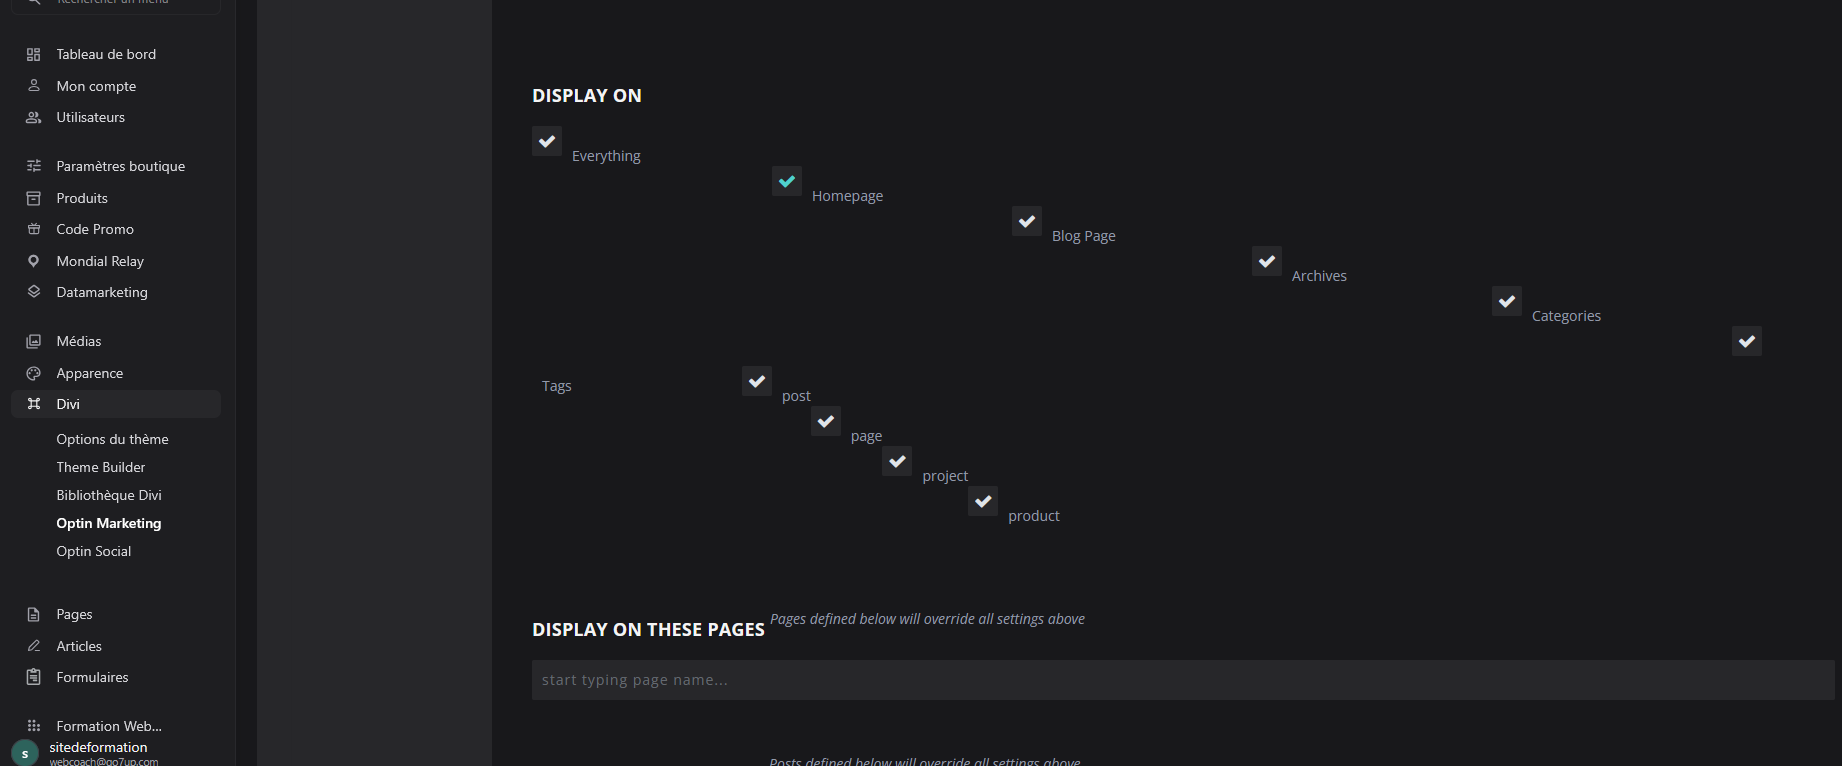 Rechercher un menu
Tableau de bord
Mon compte
Utilisateurs
Paramètres boutique
Produits
Code Promo
Mondial Relay
Datamarketing
Médias
Apparence
Divi
Options du thème
Theme Builder
Bibliothèque Divi
Optin Marketing
Optin Social
Pages
Articles
Formulaires
Formation Web...
s
sitedeformation
webcoach@go7up.com
DISPLAY ON
Everything
Homepage
Blog Page
Archives
Categories
Tags
post
page
project
product
DISPLAY ON THESE PAGES Pages defined below will override all settings above
start typing page name...
Posts defined below will override all settings above